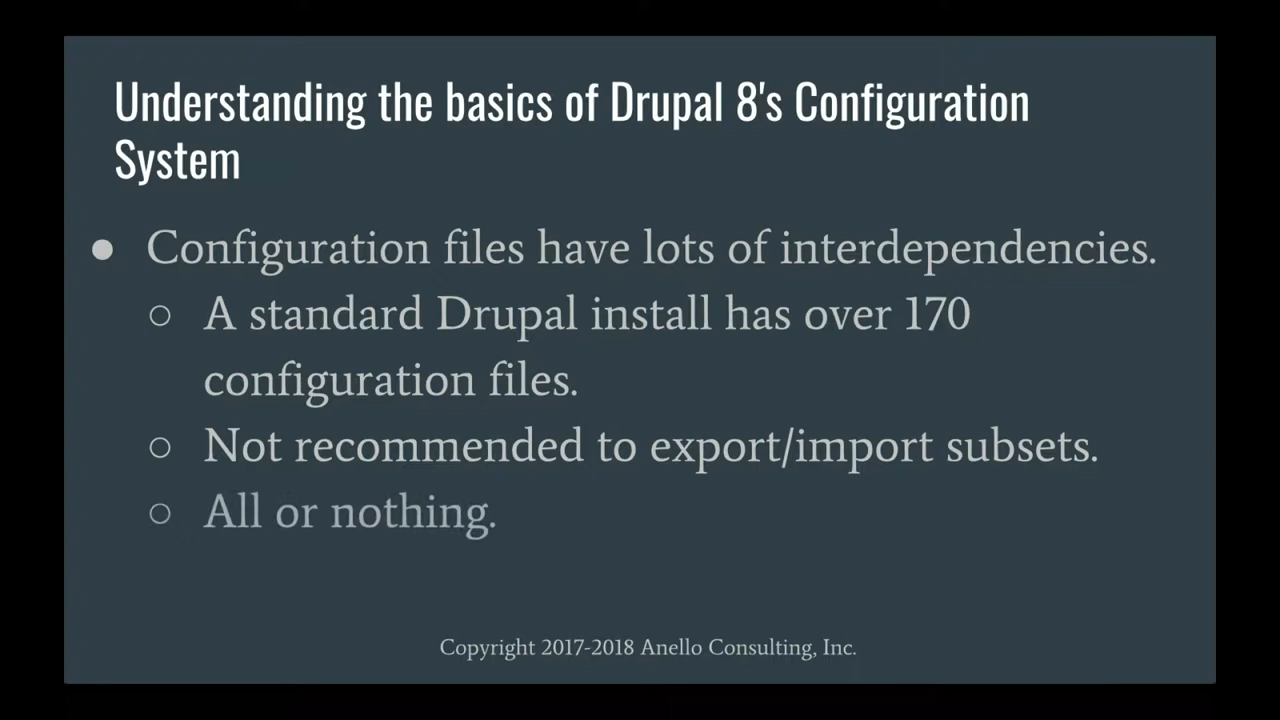 Understanding the basics of Drupal 8's Configuration
System
● Configuration files have lots of interdependencies.
○ A standard Drupal install has over 170
configuration files.
○ Not recommended to export/import subsets.
○ All or nothing.
Copyright 2017-2018 Anello Consulting, Inc.